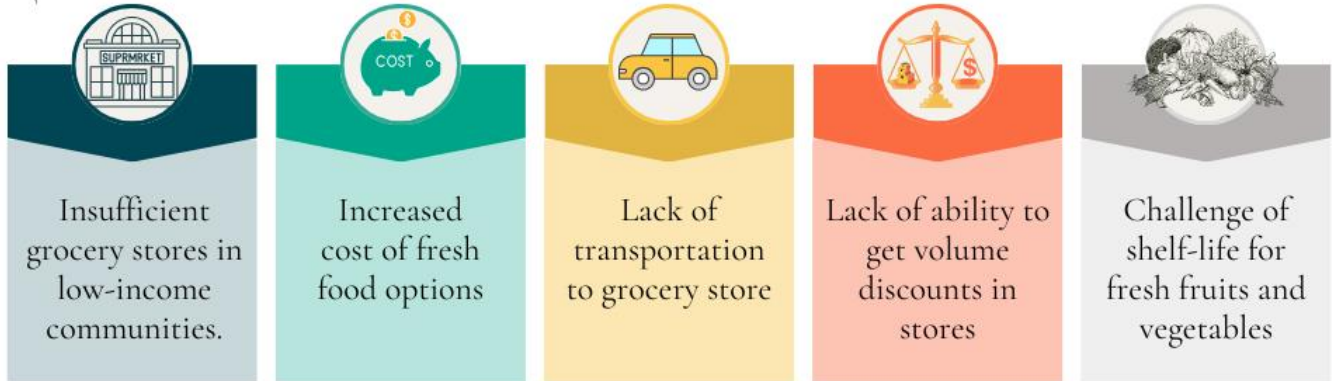 SUPRMRKET
Insufficient
grocery stores in
low-income
communities.
COST
Increased
cost of fresh
food options
Lack of
transportation
to grocery store
$
Lack of ability to
get volume
discounts in
stores
Challenge of
shelf-life for
fresh fruits and
vegetables